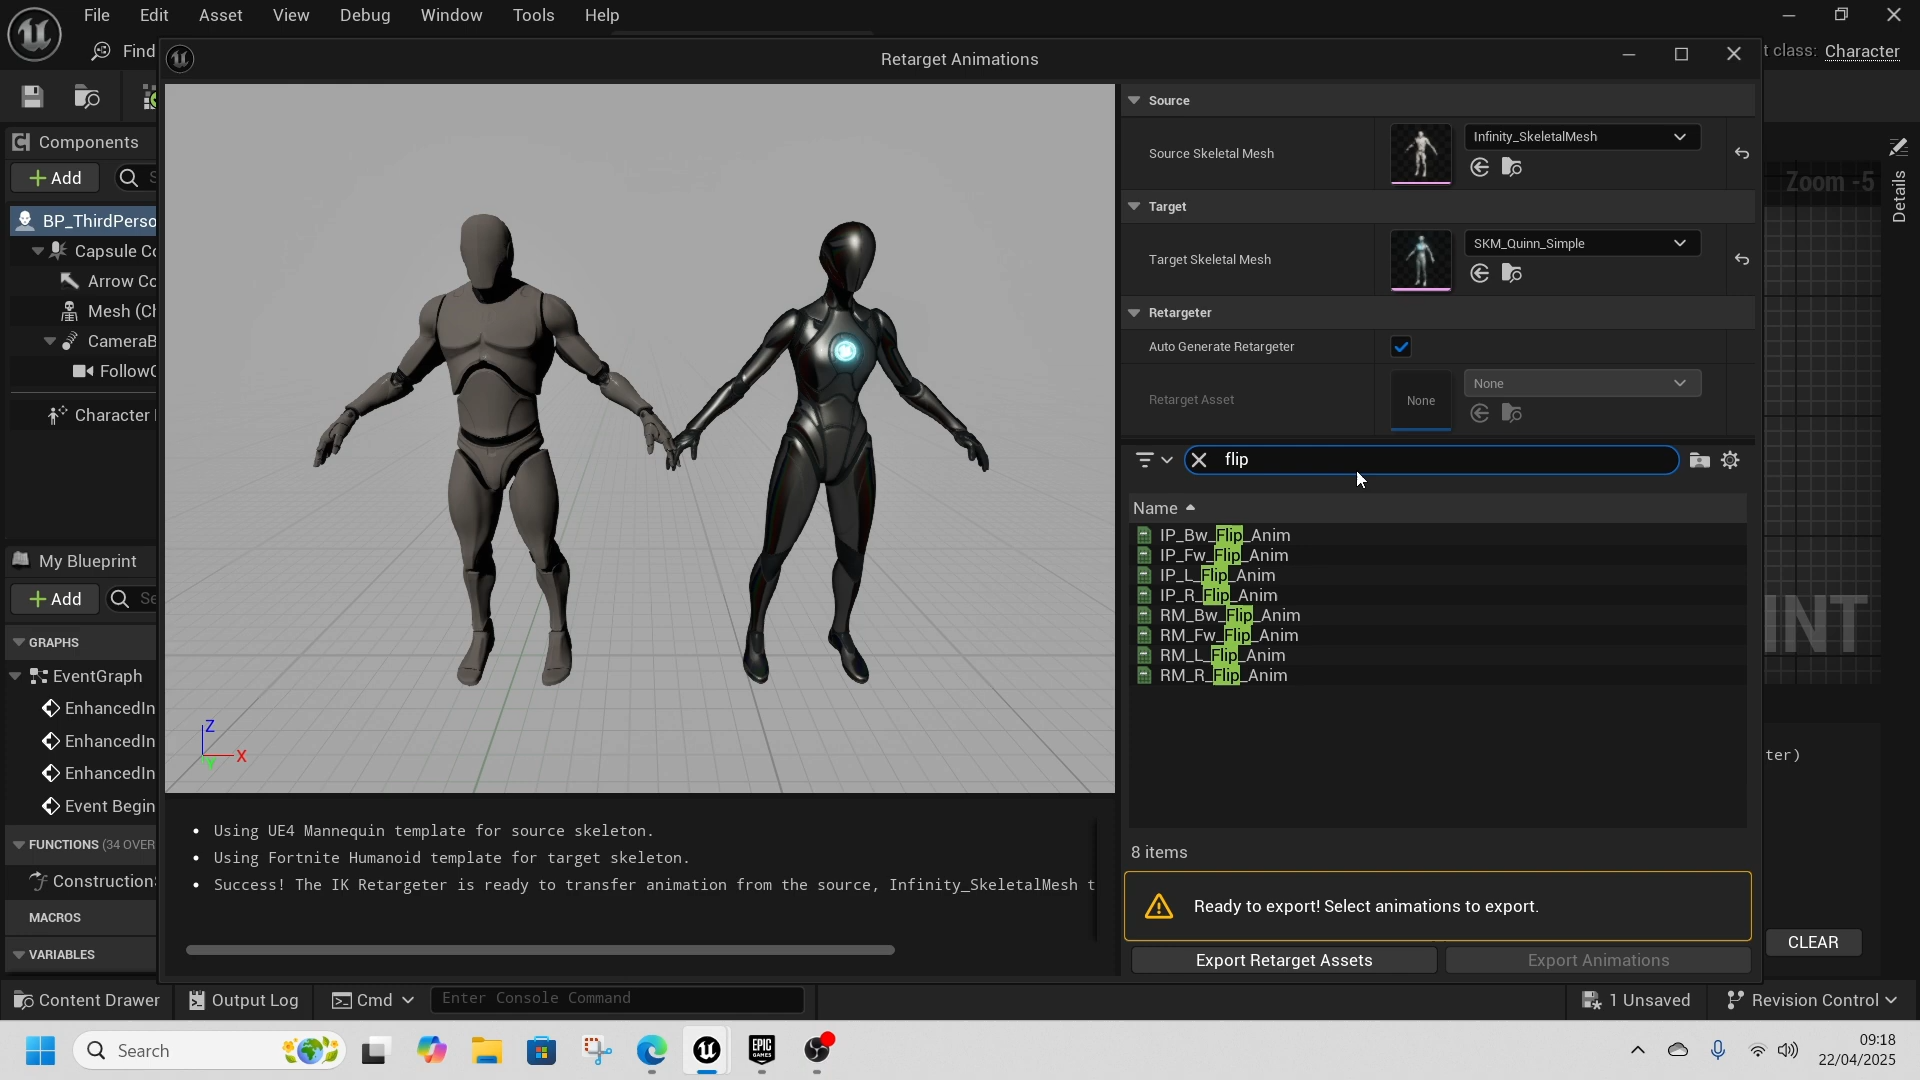 File Edit Asset View Debug Window Tools Help
Find
Retarget Animations
t class: Character
Components
Add
BP_ThirdPerso
Capsule Co
Arrow Co
Mesh (Ch
CameraB
FollowC
Character
My Blueprint
Add Se
GRAPHS
EventGraph
EnhancedIn
EnhancedIn
EnhancedIn
Event Begin
FUNCTIONS (34 OVER
Construction
MACROS
VARIABLES
Z
X
Y
Using UE4 Mannequin template for source skeleton.
Using Fortnite Humanoid template for target skeleton.
Success! The IK Retargeter is ready to transfer animation from the source, Infinity_SkeletalMesh t
Source
Source Skeletal Mesh
Infinity_SkeletalMesh
Target
Target Skeletal Mesh
SKM_Quinn_Simple
Retargeter
Auto Generate Retargeter
Retarget Asset
None
None
flip
Name
IP_Bw_Flip_Anim
IP_Fw_Flip_Anim
IP_L_Flip_Anim
IP_R_Flip_Anim
RM_Bw_Flip_Anim
RM_Fw_Flip_Anim
RM_L_Flip_Anim
RM_R_Flip_Anim
8 items
Ready to export! Select animations to export.
Export Retarget Assets
Export Animations
Details
Zoom -5
INT
ter)
CLEAR
Content Drawer Output Log Cmd Enter Console Command 1 Unsaved Revision Control
Search
EPIC
GAMES
09:18
22/04/2025